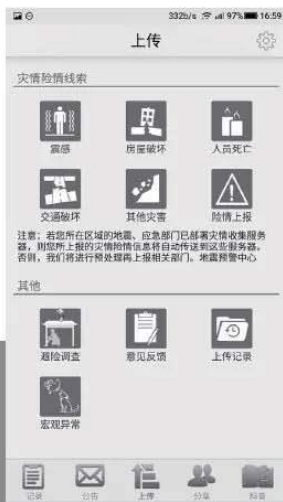 332b/s 97% 16:59
上传
灾情险情线索
震感 房屋破坏 人员死亡
交通破坏 其他灾害 险情上报
注意：若您所在区域的地震、应急部门已部署灾情收集服务
器，则您所上报的灾情险情信息将自动传送到这些服务器。
否则，我们将进行预处理再上报相关部门。地震预警中心
其他
避险调查 意见反馈 上传记录
宏观异常
记录 公告 上传 分享 科普